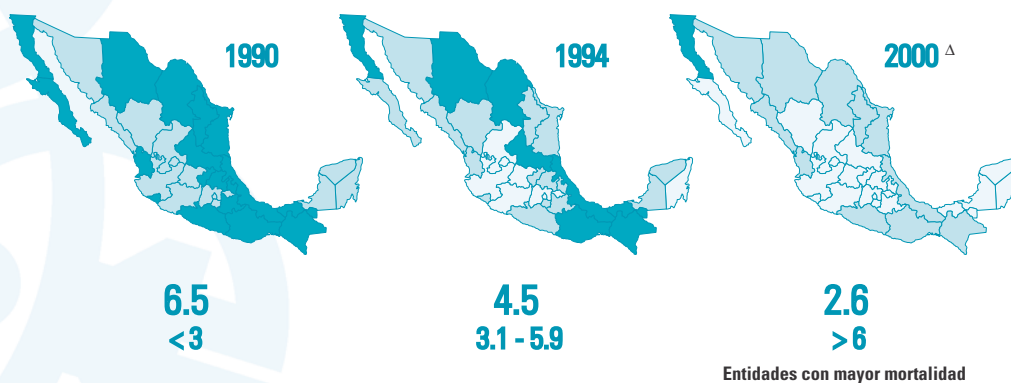 1990
1994
2000 Δ
6.5
4.5
2.6
< 3
3.1 - 5.9
> 6
Entidades con mayor mortalidad